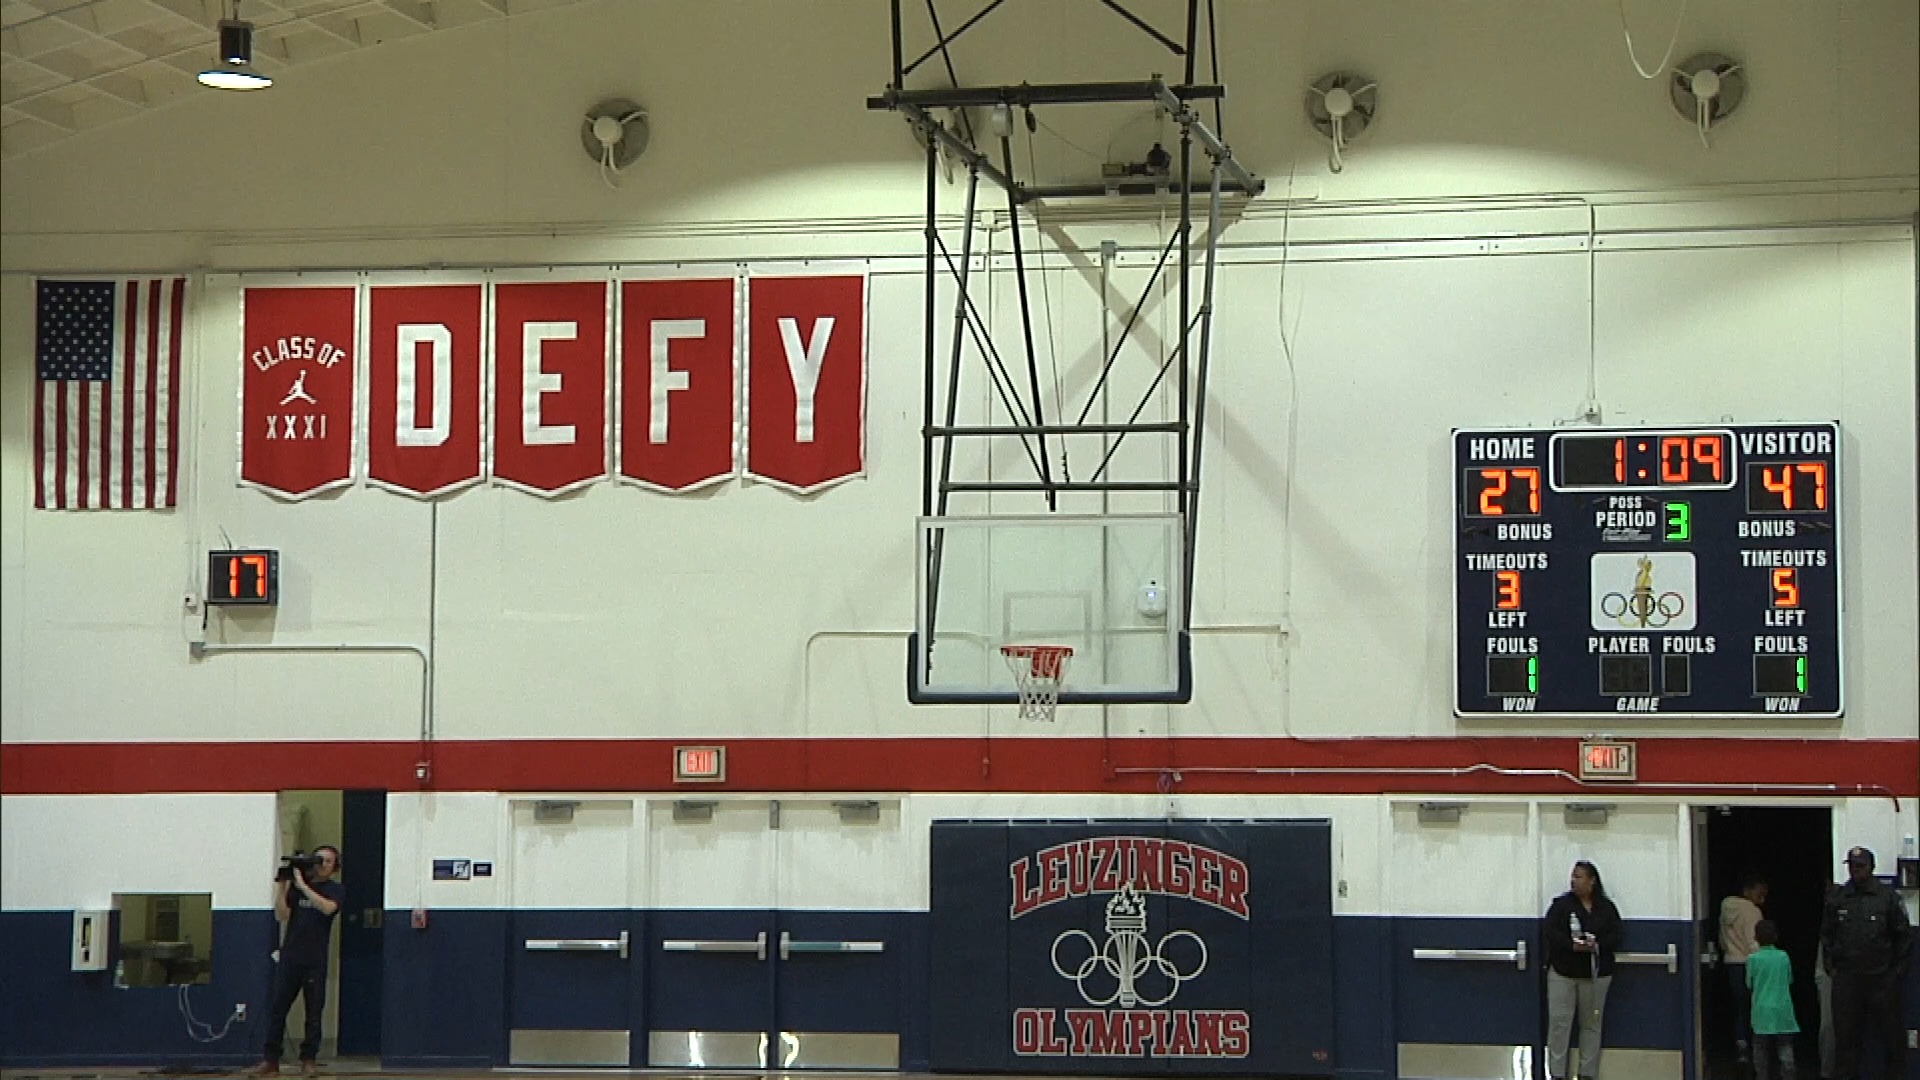 CLASS OF
XXXI
D E F Y
17
HOME 1:09 VISITOR
27 47
POSS
PERIOD 3
BONUS BONUS
TIMEOUTS TIMEOUTS
3 5
LEFT LEFT
FOULS PLAYER FOULS FOULS
1 1
WON GAME WON
EXIT
EXIT
LEUZINGER
OLYMPIANS